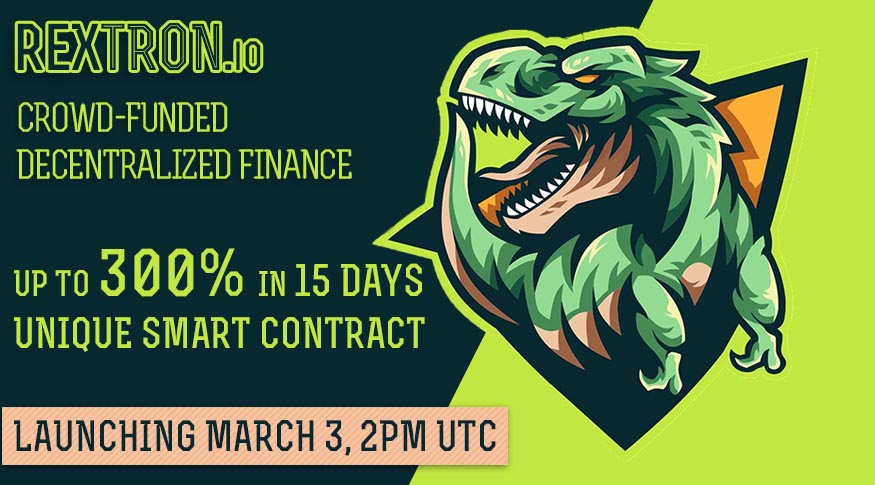 REXTRON.IO
CROWD-FUNDED
DECENTRALIZED FINANCE
UP TO 300% IN 15 DAYS
UNIQUE SMART CONTRACT
LAUNCHING MARCH 3, 2PM UTC